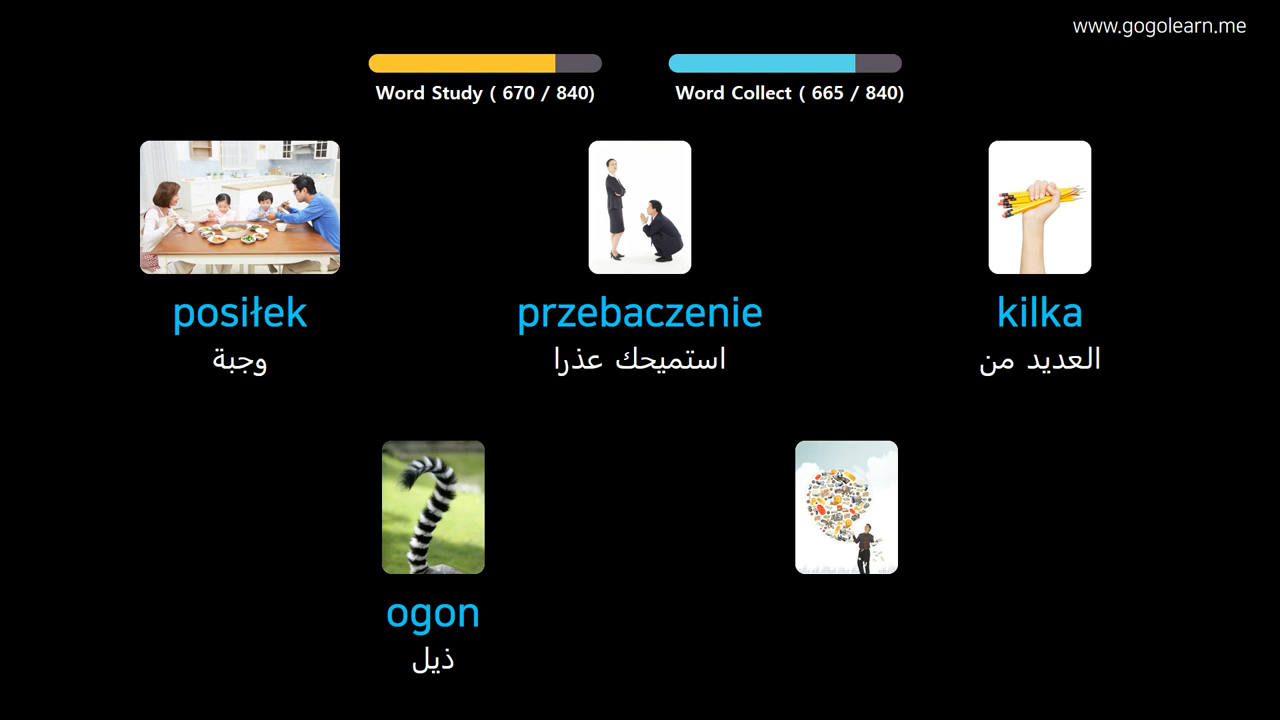 www.gogolearn.me
Word Study ( 670 / 840)
Word Collect ( 665 / 840)
posiłek
وجبة
przebaczenie
استميحك عذرا
kilka
العديد من
ogon
ذيل